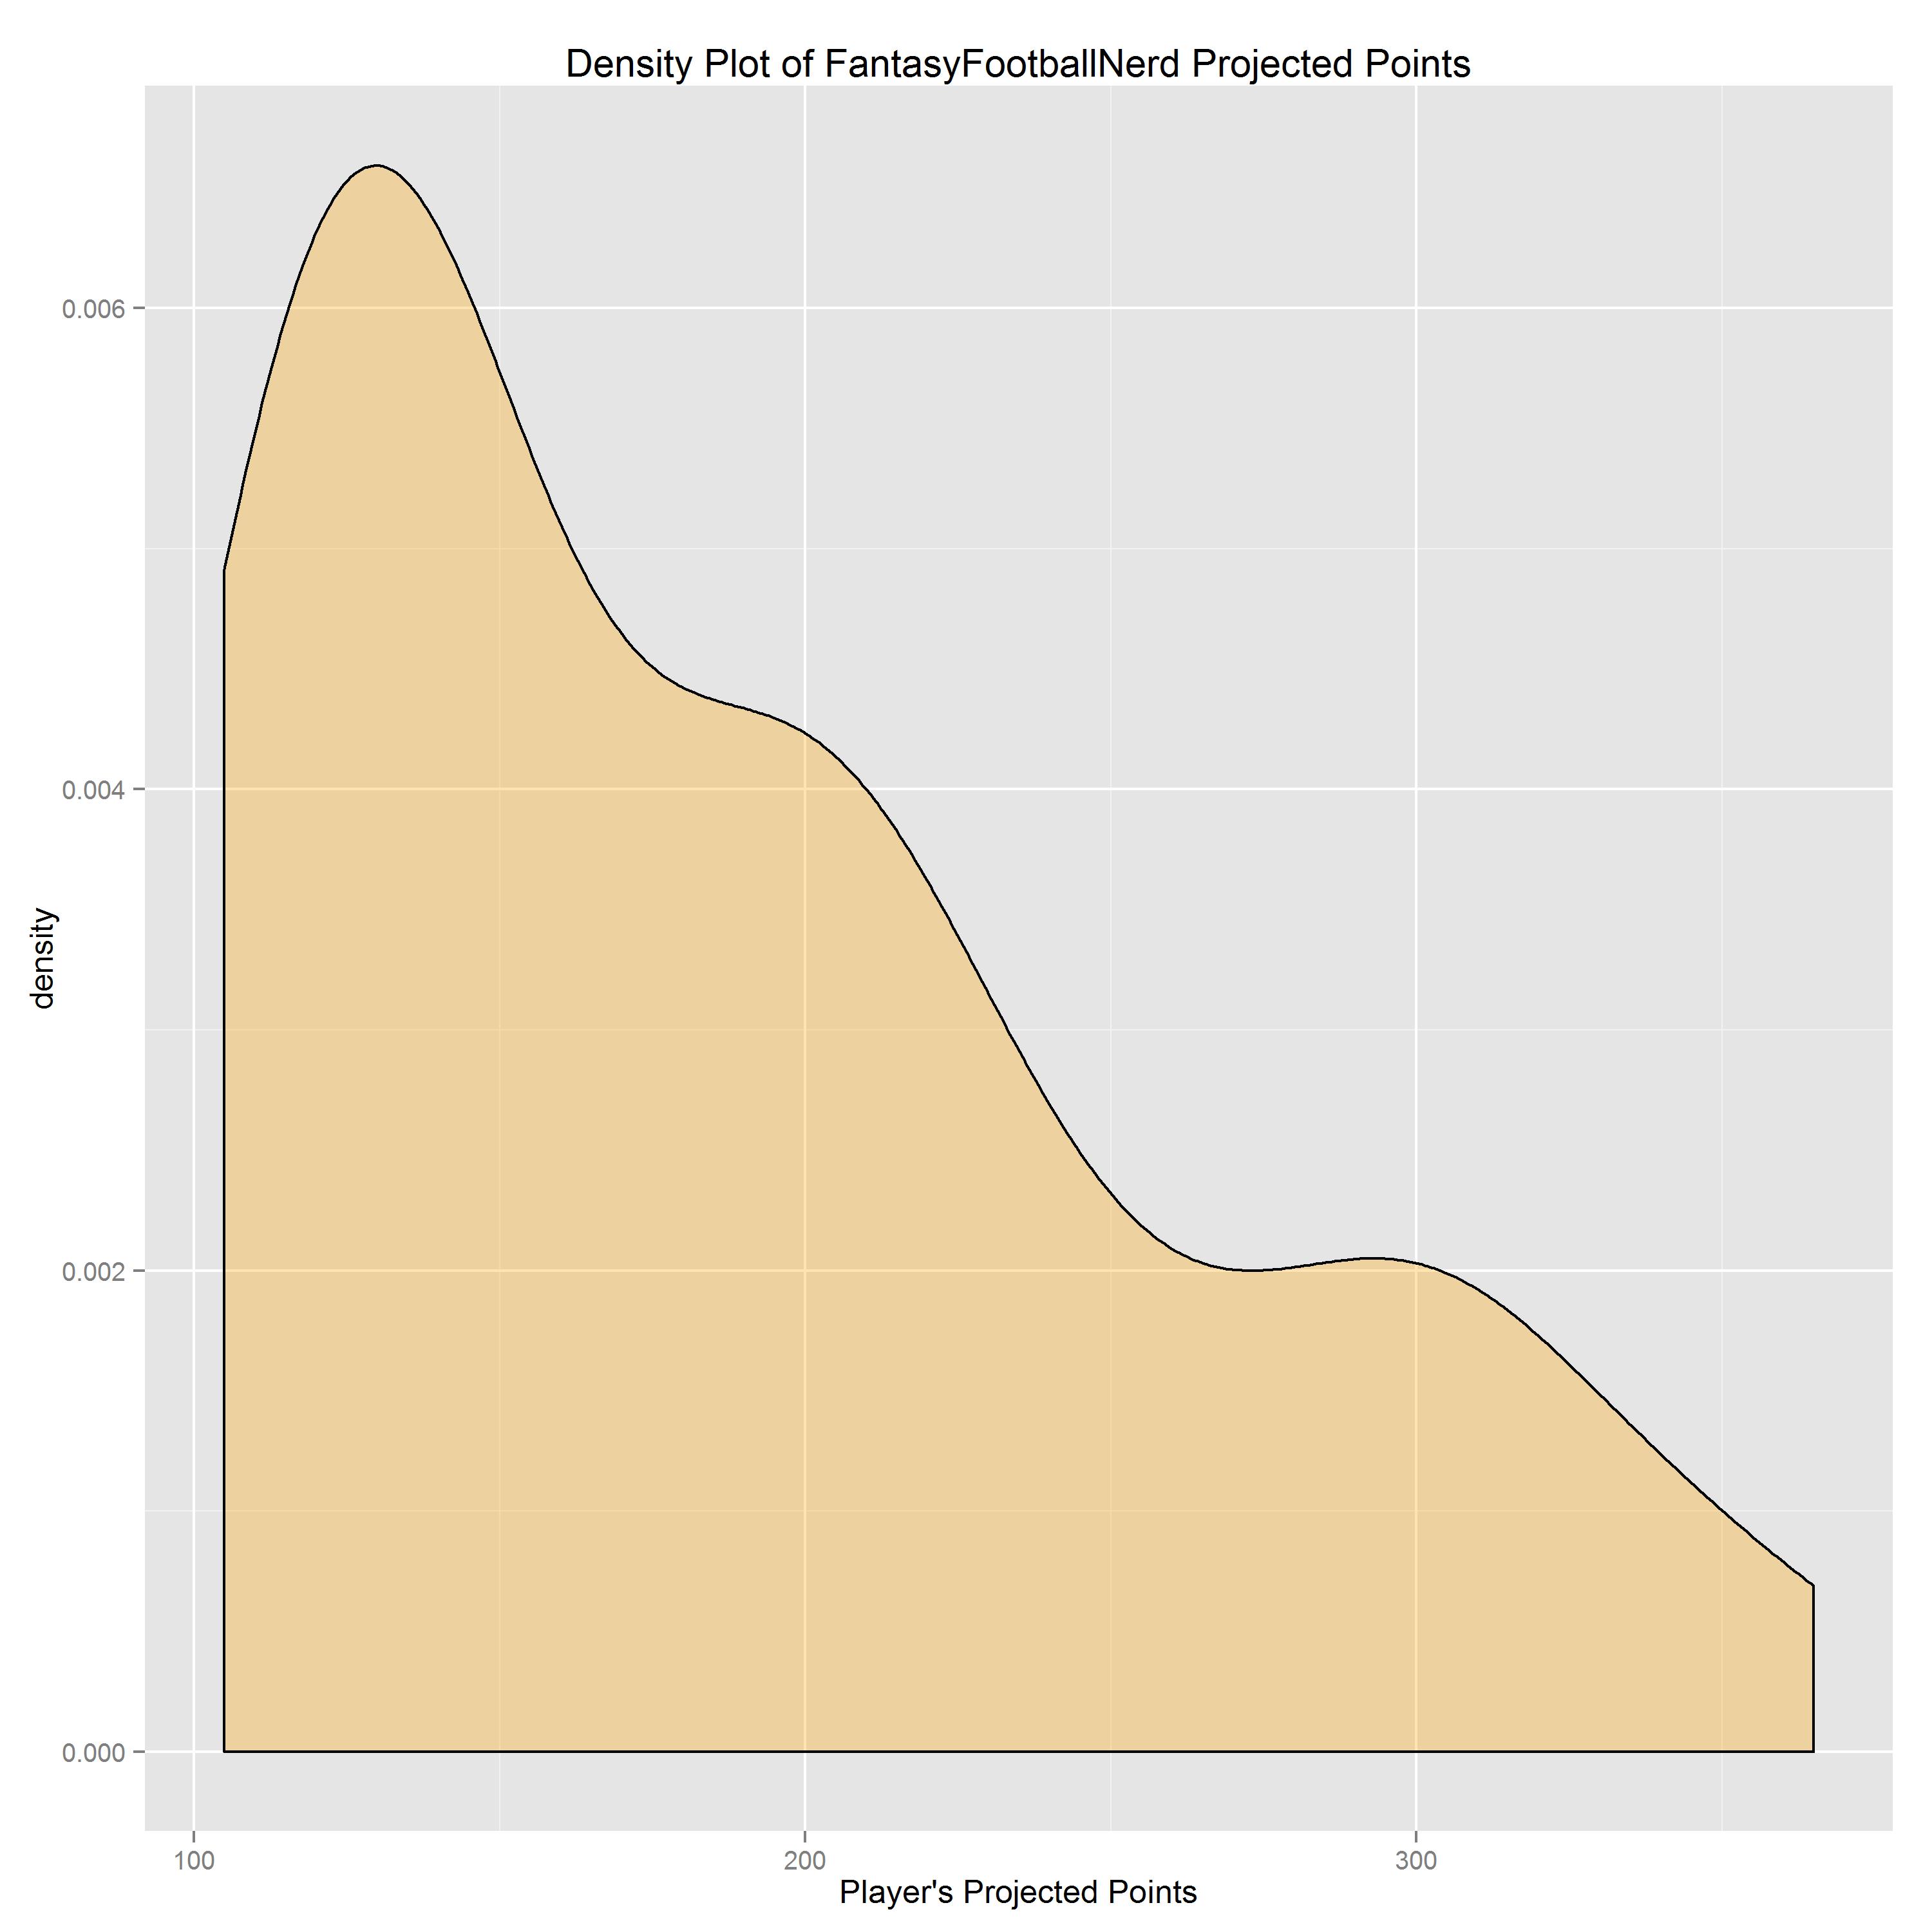 Density Plot of FantasyFootballNerd Projected Points
0.006
0.004
0.002
0.000
density
100
200
300
Player's Projected Points